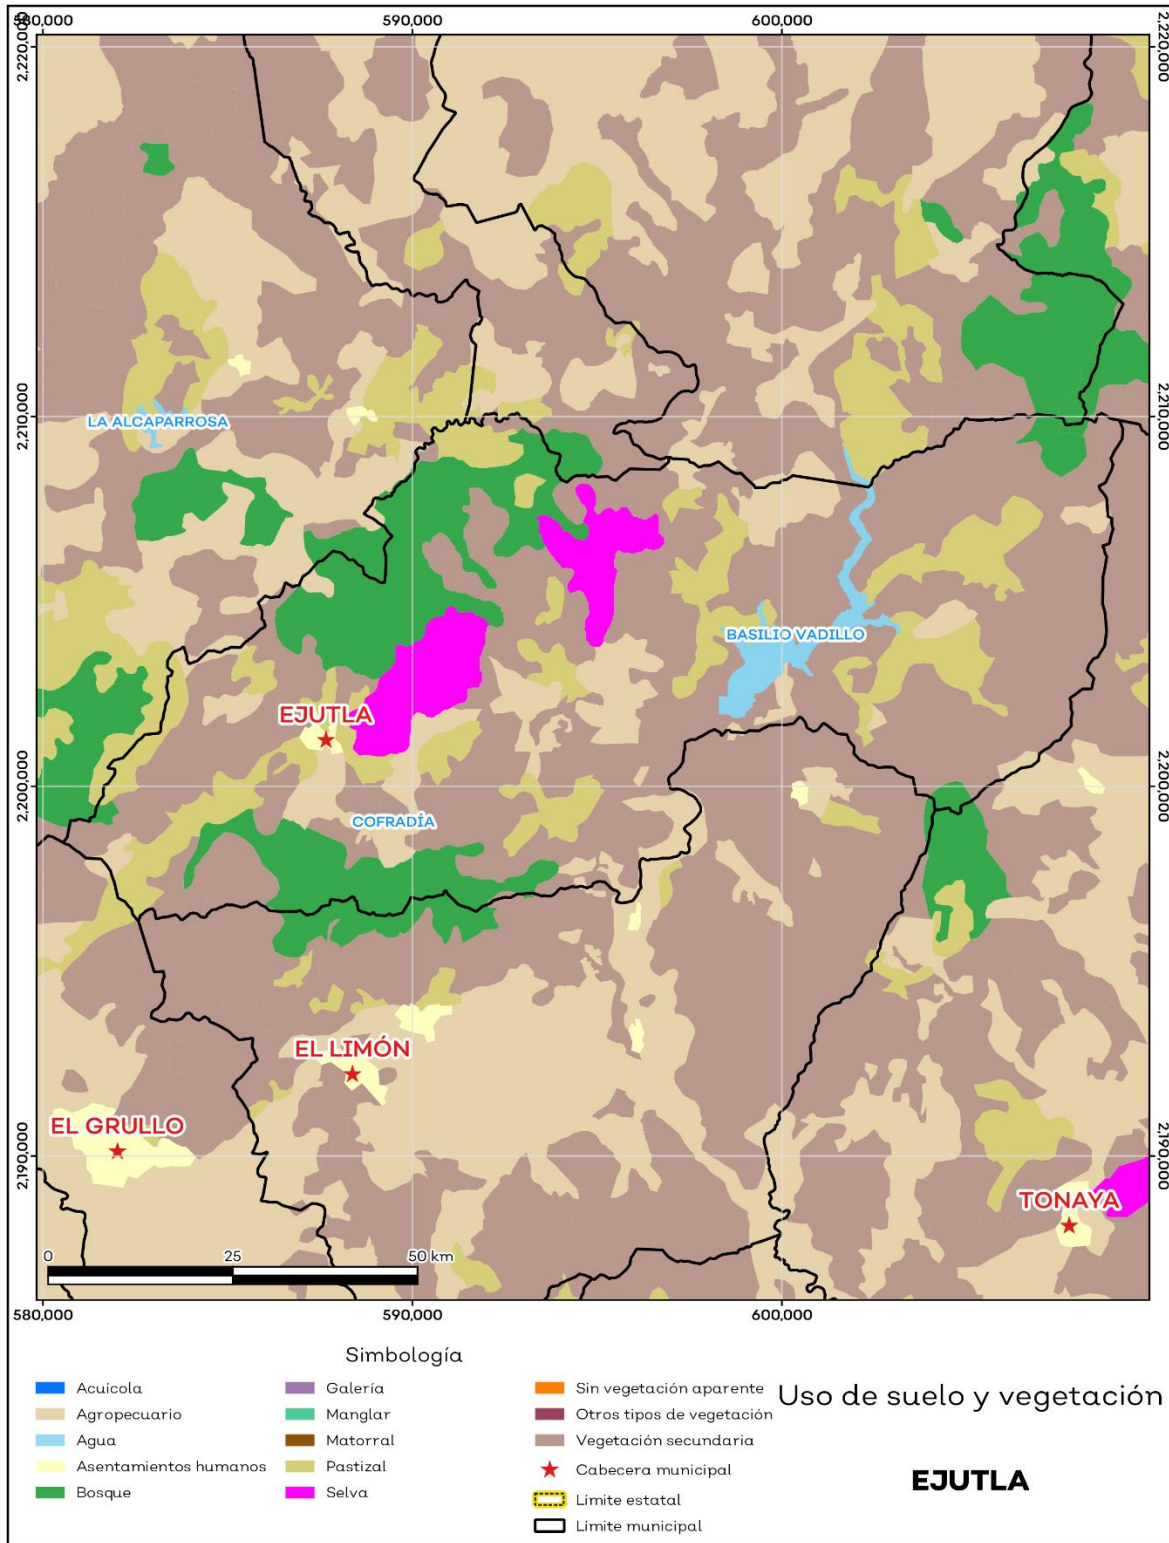 580,000 590,000 600,000
2,220,000 2,220,000
LA ALCAPARROSA
2,210,000 2,210,000
BASILIO VADILLO
EJUTLA
2,200,000 2,200,000
COFRADÍA
EL LIMÓN
EL GRULLO
2,190,000 2,190,000
TONAYA
0 25 50 km
580,000 590,000 600,000
Simbología
Acuícola
Agropecuario
Agua
Asentamientos humanos
Bosque
Galería
Manglar
Matorral
Pastizal
Selva
Sin vegetación aparente
Otros tipos de vegetación
Vegetación secundaria
Cabecera municipal
Límite estatal
Límite municipal
Uso de suelo y vegetación
EJUTLA